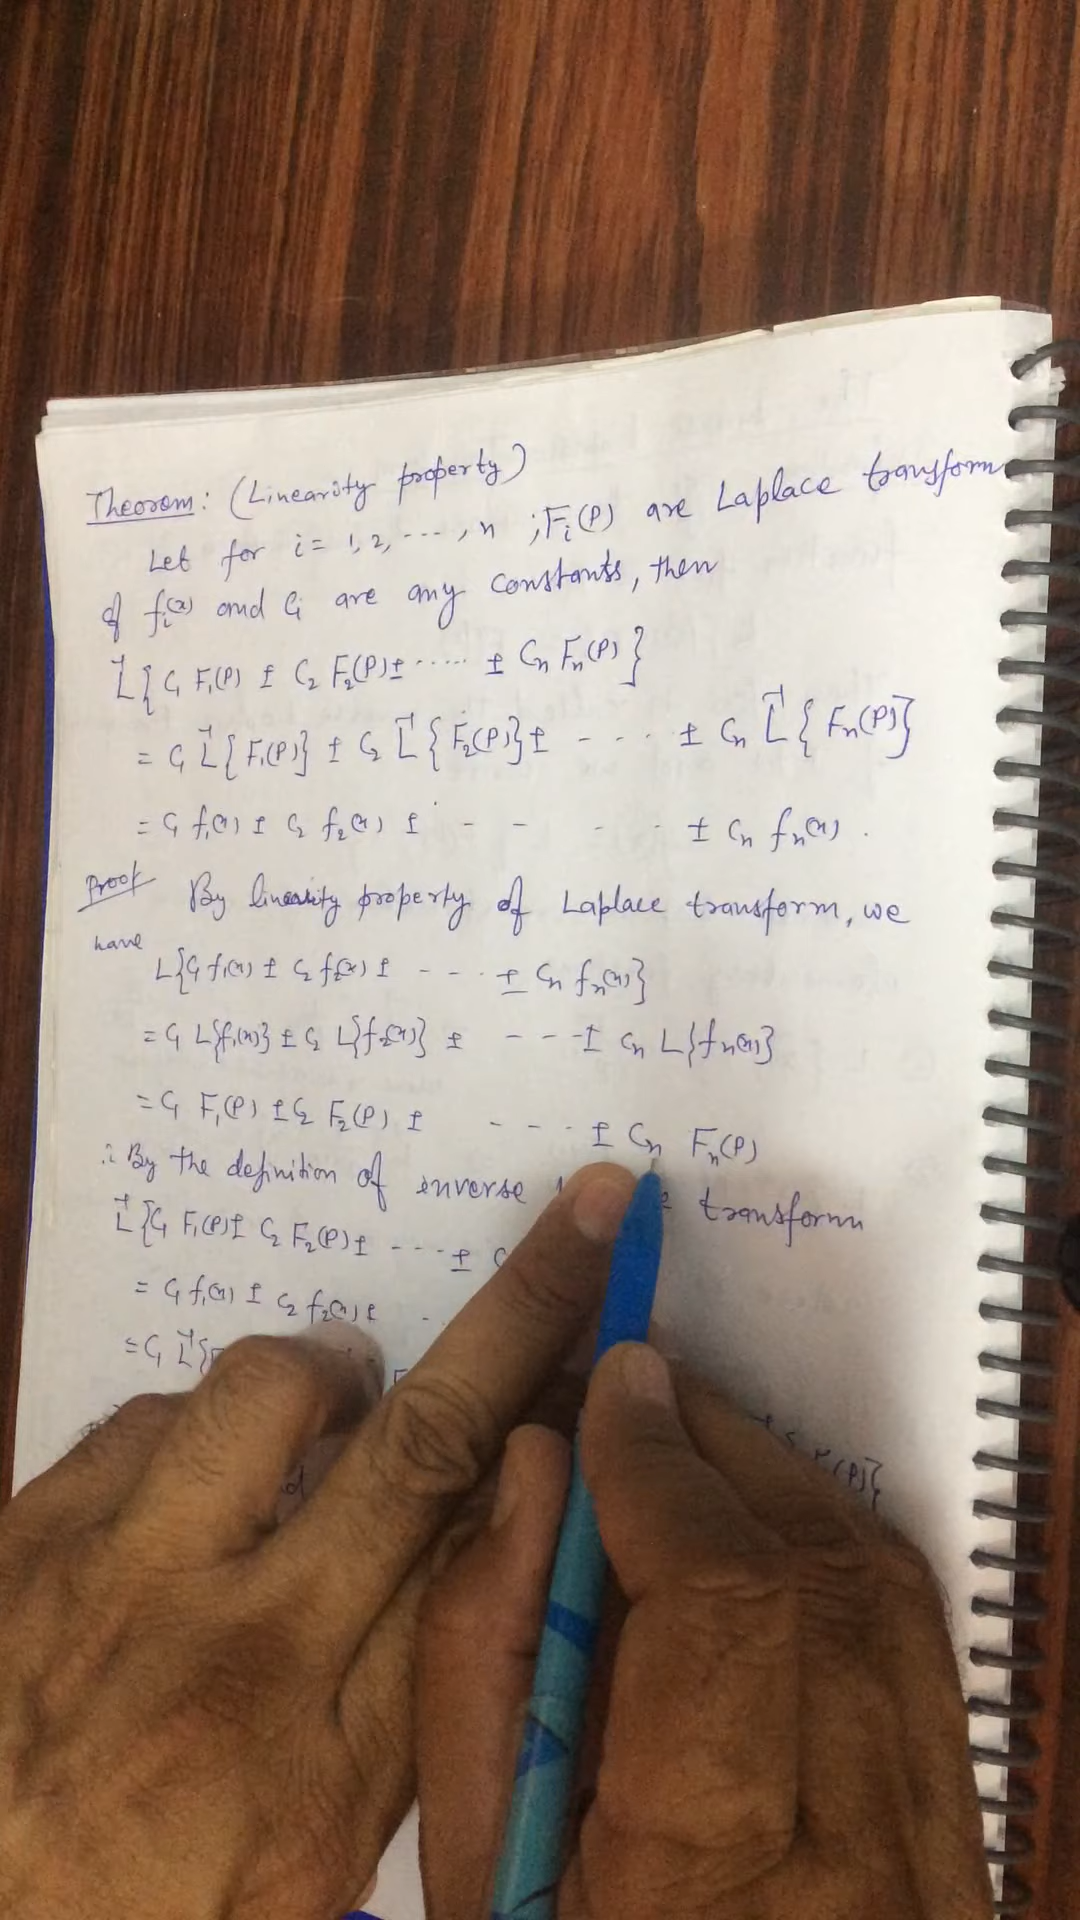 Theorem: (Linearity property)
Let for i = 1, 2, ---, n ; Fi(P) are Laplace transform
of fi(x) and Ci are any constants, then
L⁻¹{C₁ F₁(P) ± C₂ F₂(P) ± ..... ± Cn Fn(P)}
= C₁ L⁻¹{F₁(P)} ± C₂ L⁻¹{F₂(P)} ± - - - - ± Cn L⁻¹{Fn(P)}
= C₁ f₁(x) ± C₂ f₂(x) ± - - - - ± Cn fn(x) .
Proof By linearity property of Laplace transform, we
have
L{C₁ f₁(x) ± C₂ f₂(x) ± - - - - ± Cn fn(x)}
= C₁ L{f₁(x)} ± C₂ L{f₂(x)} ± - - - ± Cn L{fn(x)}
= C₁ F₁(P) ± C₂ F₂(P) ± - - - - ± Cn Fn(P)
∴ By the definition of inverse transform
L⁻¹{C₁ F₁(P) ± C₂ F₂(P) ± - - - - ± C
= C₁ f₁(x) ± C₂ f₂(x) ±
= C₁ L⁻¹{